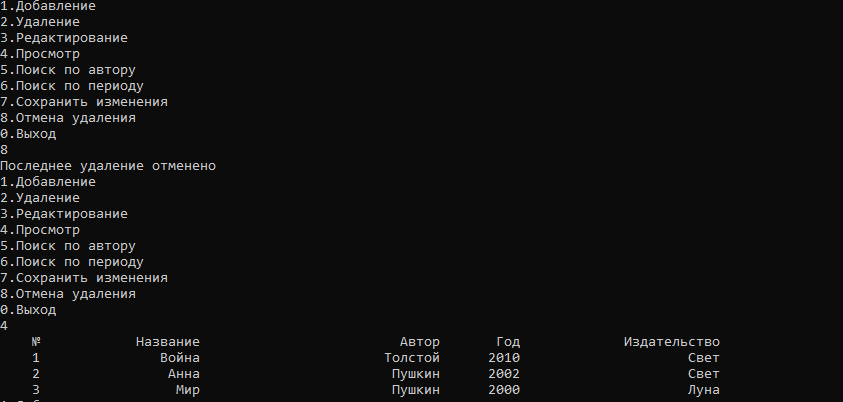 1.Добавление
2.Удаление
3.Редактирование
4.Просмотр
5.Поиск по автору
6.Поиск по периоду
7.Сохранить изменения
8.Отмена удаления
0.Выход
8
Последнее удаление отменено
1.Добавление
2.Удаление
3.Редактирование
4.Просмотр
5.Поиск по автору
6.Поиск по периоду
7.Сохранить изменения
8.Отмена удаления
0.Выход
4
№ Название Автор Год Издательство
1 Война Толстой 2010 Свет
2 Анна Пушкин 2002 Свет
3 Мир Пушкин 2000 Луна